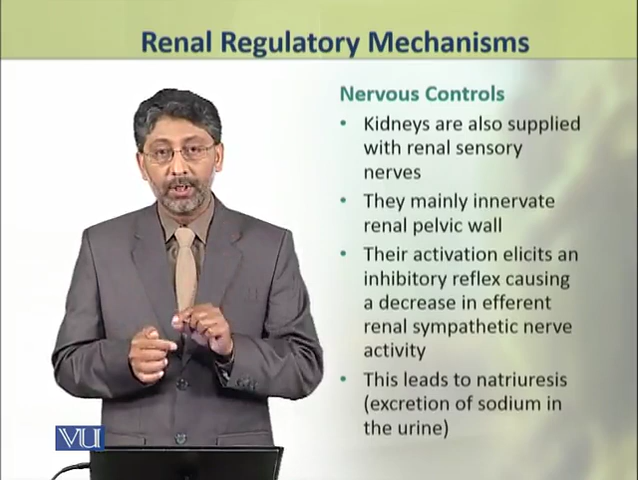 Renal Regulatory Mechanisms
Nervous Controls
• Kidneys are also supplied
with renal sensory
nerves
• They mainly innervate
renal pelvic wall
• Their activation elicits an
inhibitory reflex causing
a decrease in efferent
renal sympathetic nerve
activity
• This leads to natriuresis
(excretion of sodium in
the urine)
VU